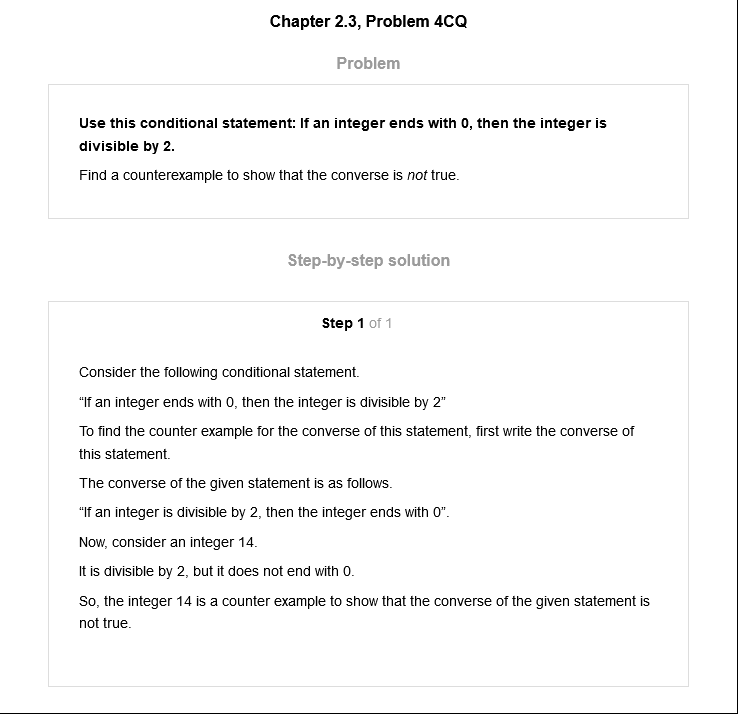 Chapter 2.3, Problem 4CQ
Problem
Use this conditional statement: If an integer ends with 0, then the integer is
divisible by 2.
Find a counterexample to show that the converse is not true.
Step-by-step solution
Step 1 of 1
Consider the following conditional statement.
“If an integer ends with 0, then the integer is divisible by 2”
To find the counter example for the converse of this statement, first write the converse of
this statement.
The converse of the given statement is as follows.
“If an integer is divisible by 2, then the integer ends with 0”.
Now, consider an integer 14.
It is divisible by 2, but it does not end with 0.
So, the integer 14 is a counter example to show that the converse of the given statement is
not true.